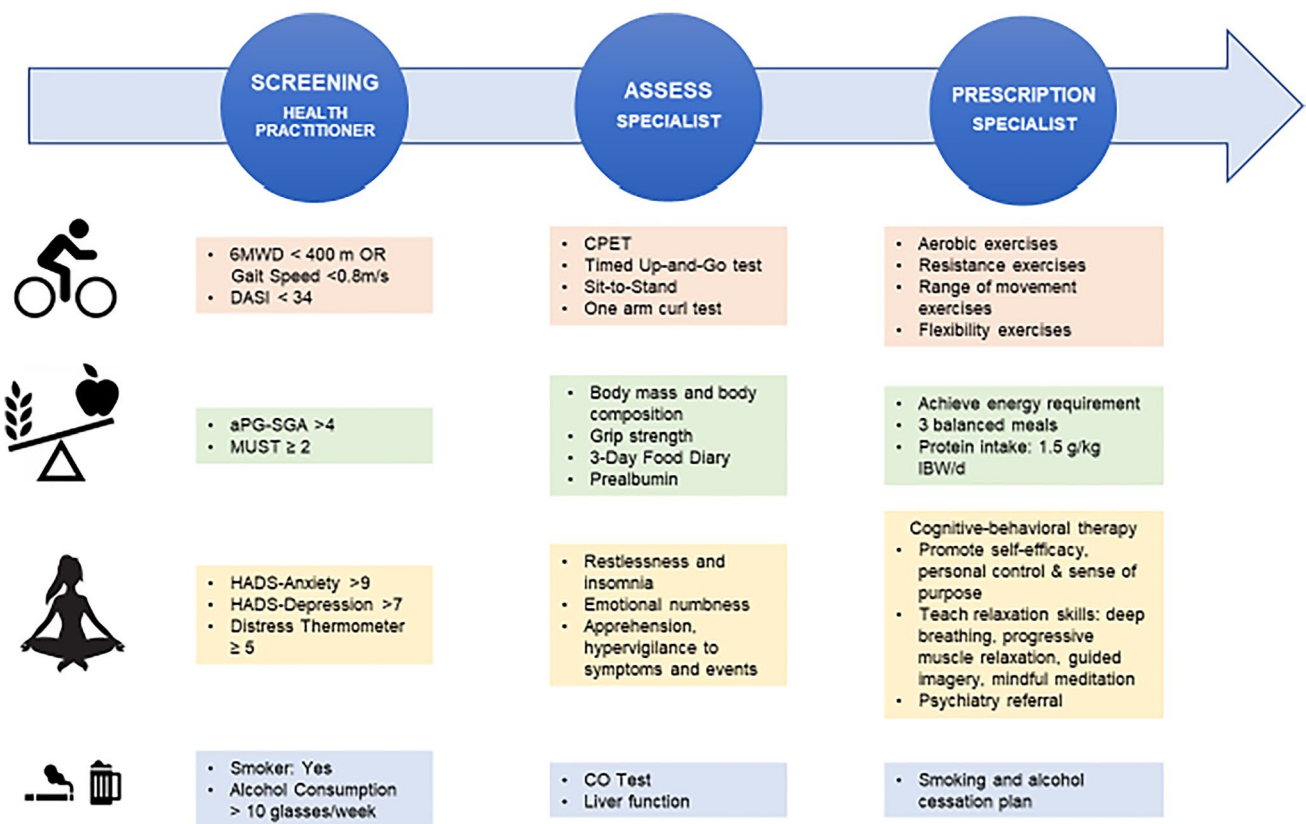 SCREENING
HEALTH
PRACTITIONER
ASSESS
SPECIALIST
PRESCRIPTION
SPECIALIST
• 6MWD < 400 m OR
Gait Speed <0.8m/s
• DASI < 34
• CPET
• Timed Up-and-Go test
• Sit-to-Stand
• One arm curl test
• Aerobic exercises
• Resistance exercises
• Range of movement
exercises
• Flexibility exercises
• aPG-SGA >4
• MUST ≥ 2
• Body mass and body
composition
• Grip strength
• 3-Day Food Diary
• Prealbumin
• Achieve energy requirement
• 3 balanced meals
• Protein intake: 1.5 g/kg
IBW/d
• HADS-Anxiety >9
• HADS-Depression >7
• Distress Thermometer
≥ 5
• Restlessness and
insomnia
• Emotional numbness
• Apprehension,
hypervigilance to
symptoms and events
Cognitive-behavioral therapy
• Promote self-efficacy,
personal control & sense of
purpose
• Teach relaxation skills: deep
breathing, progressive
muscle relaxation, guided
imagery, mindful meditation
• Psychiatry referral
• Smoker: Yes
• Alcohol Consumption
> 10 glasses/week
• CO Test
• Liver function
• Smoking and alcohol
cessation plan